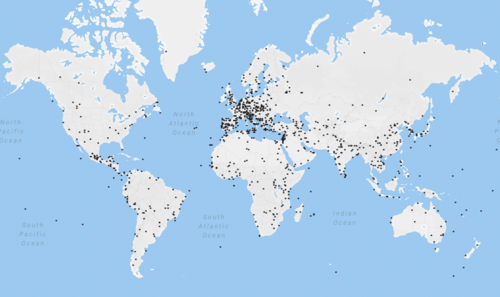 North
Pacific
Ocean
North
Atlantic
Ocean
South
Pacific
Ocean
South
Atlantic
Ocean
Indian
Ocean